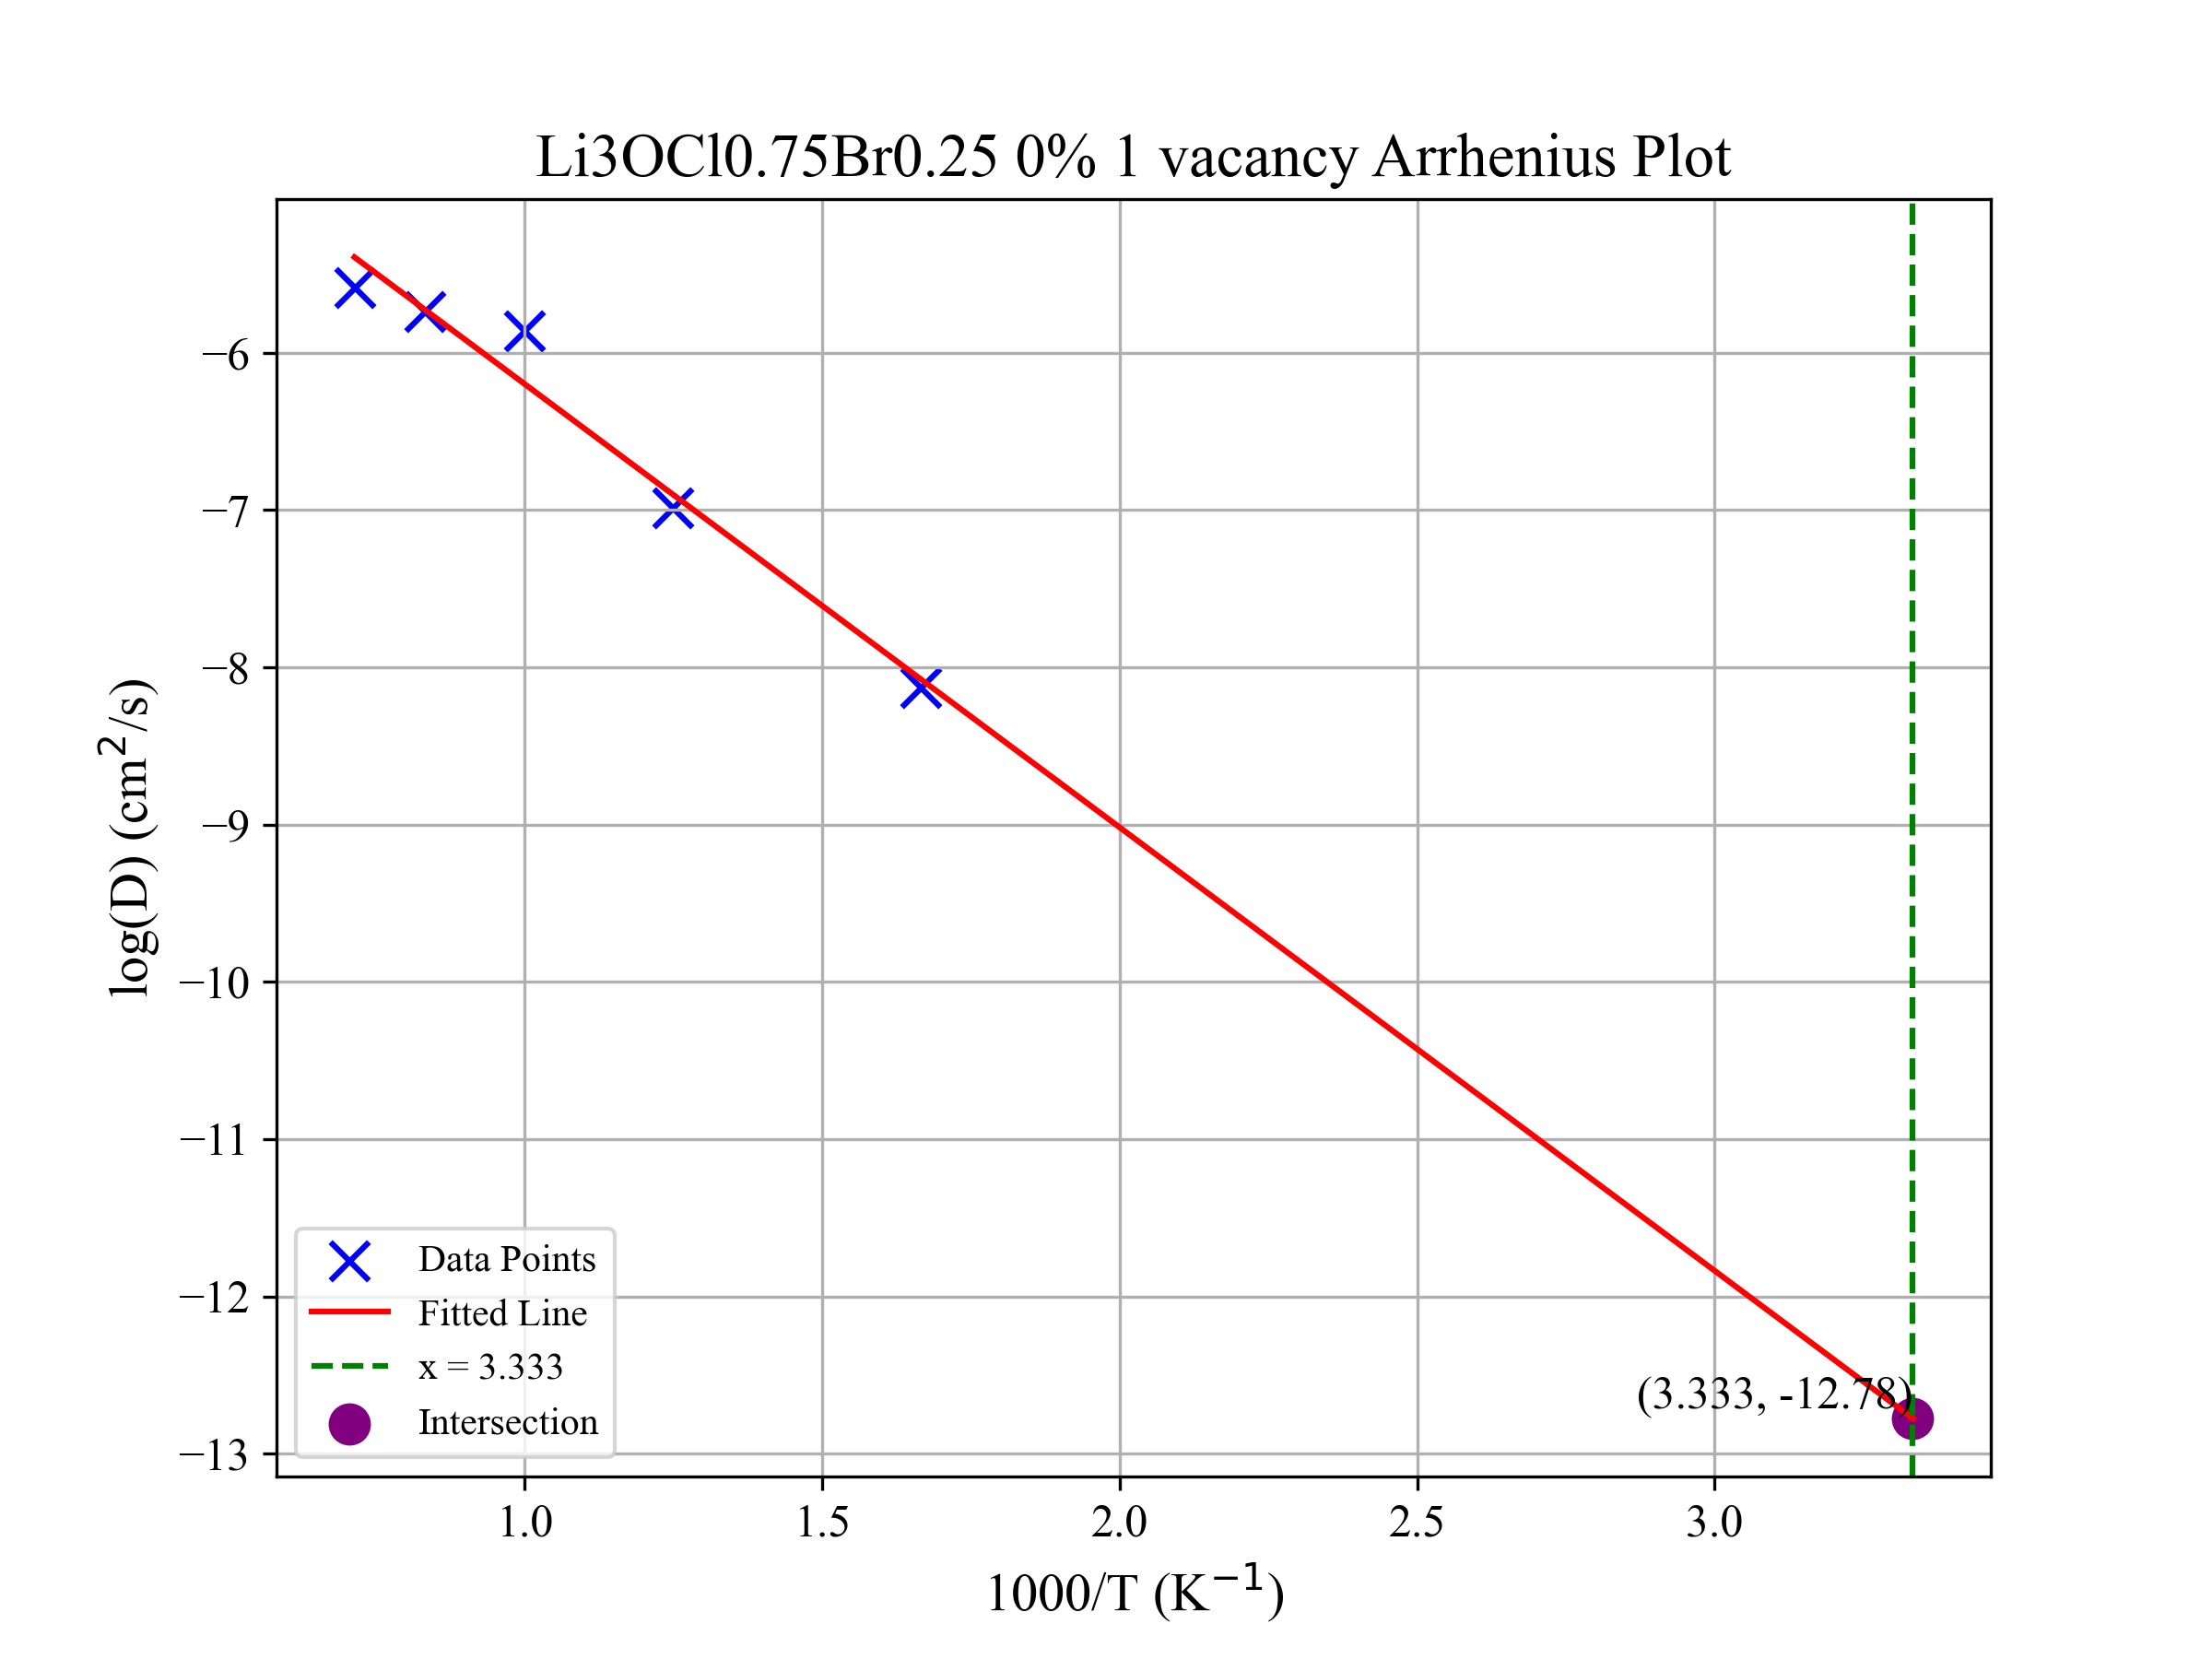 Li3OCl0.75Br0.25 0% 1 vacancy Arrhenius Plot
log(D) (cm²/s)
−6
−7
−8
−9
−10
−11
−12
−13
(3.333, -12.78)
Data Points
Fitted Line
x = 3.333
Intersection
1.0 1.5 2.0 2.5 3.0
1000/T (K⁻¹)